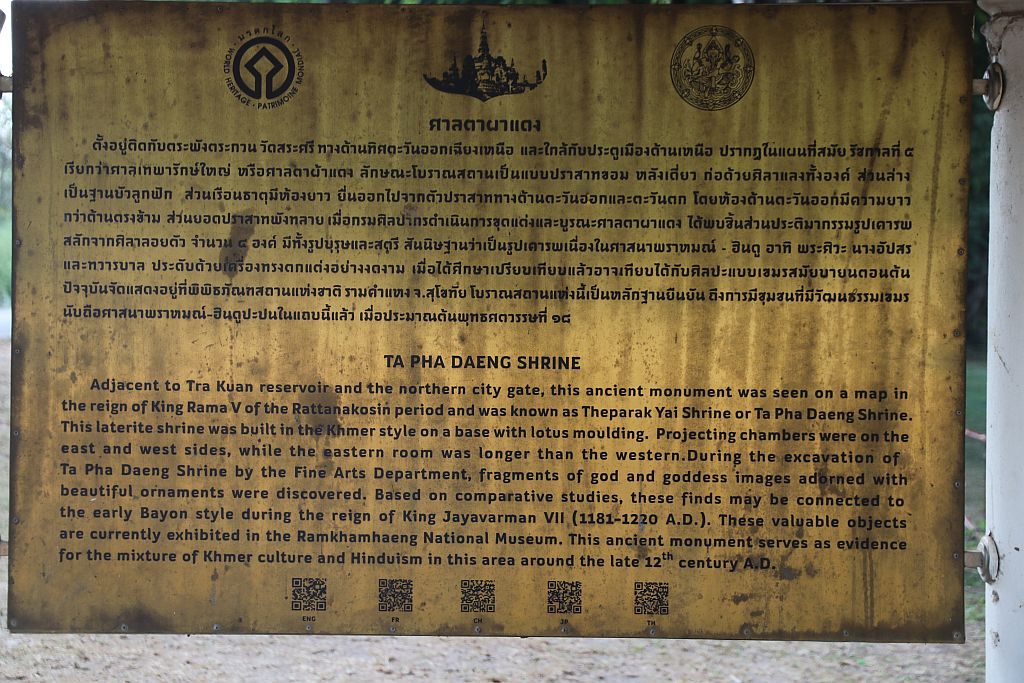 มรดกโลก
WORLD HERITAGE • PATRIMOINE MONDIAL
ศาลตาผาแดง
ตั้งอยู่ติดกับตระพังตระกวน วัดสระศรี ทางด้านทิศตะวันออกเฉียงเหนือ และใกล้กับประตูเมืองด้านเหนือ ปรากฏในแผนที่สมัย รัชกาลที่ ๕
เรียกว่าศาลเทพารักษ์ใหญ่ หรือศาลตาผ้าแดง ลักษณะโบราณสถานเป็นแบบปราสาทขอม หลังเดี่ยว ก่อด้วยศิลาแลงทั้งองค์ ส่วนล่าง
เป็นฐานบัวลูกฟัก ส่วนเรือนธาตุมีห้องยาว ยื่นออกไปจากตัวปราสาททางด้านตะวันออกและตะวันตก โดยห้องด้านตะวันออกมีความยาว
กว่าด้านตรงข้าม ส่วนยอดปราสาทพังทลาย เมื่อกรมศิลปากรดำเนินการขุดแต่งและบูรณะศาลตาผาแดง ได้พบชิ้นส่วนประติมากรรมรูปเคารพ
สลักจากศิลาลอยตัว จำนวน ๔ องค์ มีทั้งรูปบุรุษและสตรี สันนิษฐานว่าเป็นรูปเคารพเนื่องในศาสนาพราหมณ์ - ฮินดู อาทิ พระศิวะ นางอัปสร
และทวารบาล ประดับด้วยเครื่องทรงตกแต่งอย่างงดงาม เมื่อได้ศึกษาเปรียบเทียบแล้วอาจเทียบได้กับศิลปะแบบเขมรสมัยบายนตอนต้น
ปัจจุบันจัดแสดงอยู่ที่พิพิธภัณฑสถานแห่งชาติ รามคำแหง จ.สุโขทัย โบราณสถานแห่งนี้เป็นหลักฐานยืนยัน ถึงการมีชุมชนที่มีวัฒนธรรมเขมร
นับถือศาสนาพราหมณ์-ฮินดูปะปนในแถบนี้แล้ว เมื่อประมาณต้นพุทธศตวรรษที่ ๑๘
TA PHA DAENG SHRINE
Adjacent to Tra Kuan reservoir and the northern city gate, this ancient monument was seen on a map in
the reign of King Rama V of the Rattanakosin period and was known as Theparak Yai Shrine or Ta Pha Daeng Shrine.
This laterite shrine was built in the Khmer style on a base with lotus moulding. Projecting chambers were on the
east and west sides, while the eastern room was longer than the western.During the excavation of
Ta Pha Daeng Shrine by the Fine Arts Department, fragments of god and goddess images adorned with
beautiful ornaments were discovered. Based on comparative studies, these finds may be connected to
the early Bayon style during the reign of King Jayavarman VII (1181-1220 A.D.). These valuable objects
are currently exhibited in the Ramkhamhaeng National Museum. This ancient monument serves as evidence
for the mixture of Khmer culture and Hinduism in this area around the late 12th century A.D.
ENG FR CH JP TH